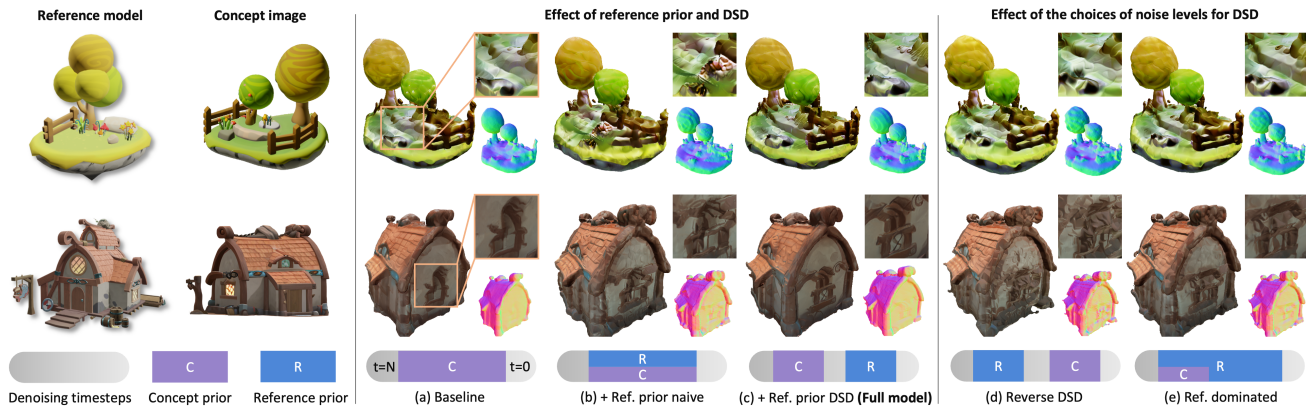 Reference model
Concept image
Effect of reference prior and DSD
Effect of the choices of noise levels for DSD
C
R
t=N
C
t=0
R
C
C
R
R
C
R
C
Denoising timesteps
Concept prior
Reference prior
(a) Baseline
(b) + Ref. prior naive
(c) + Ref. prior DSD (Full model)
(d) Reverse DSD
(e) Ref. dominated